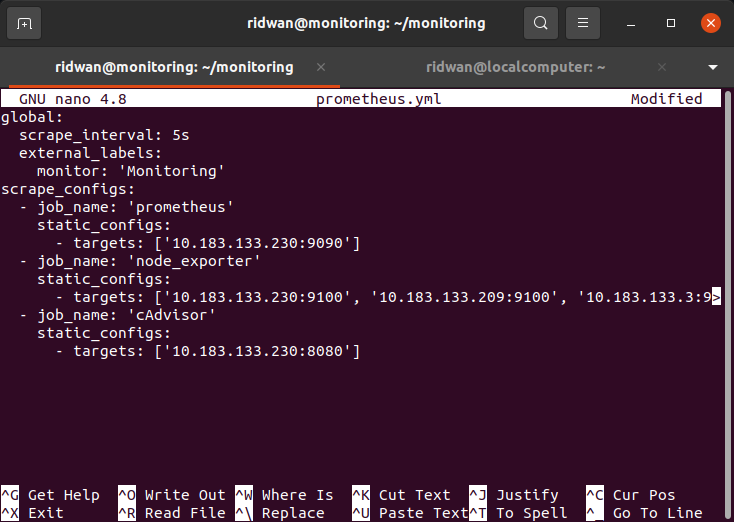 ridwan@monitoring: ~/monitoring
ridwan@monitoring: ~/monitoring ridwan@localcomputer: ~
GNU nano 4.8 prometheus.yml Modified
global:
  scrape_interval: 5s
  external_labels:
    monitor: 'Monitoring'
scrape_configs:
  - job_name: 'prometheus'
    static_configs:
      - targets: ['10.183.133.230:9090']
  - job_name: 'node_exporter'
    static_configs:
      - targets: ['10.183.133.230:9100', '10.183.133.209:9100', '10.183.133.3:9>
  - job_name: 'cAdvisor'
    static_configs:
      - targets: ['10.183.133.230:8080']
^G Get Help ^O Write Out ^W Where Is ^K Cut Text ^J Justify ^C Cur Pos
^X Exit ^R Read File ^\ Replace ^U Paste Text ^T To Spell ^_ Go To Line